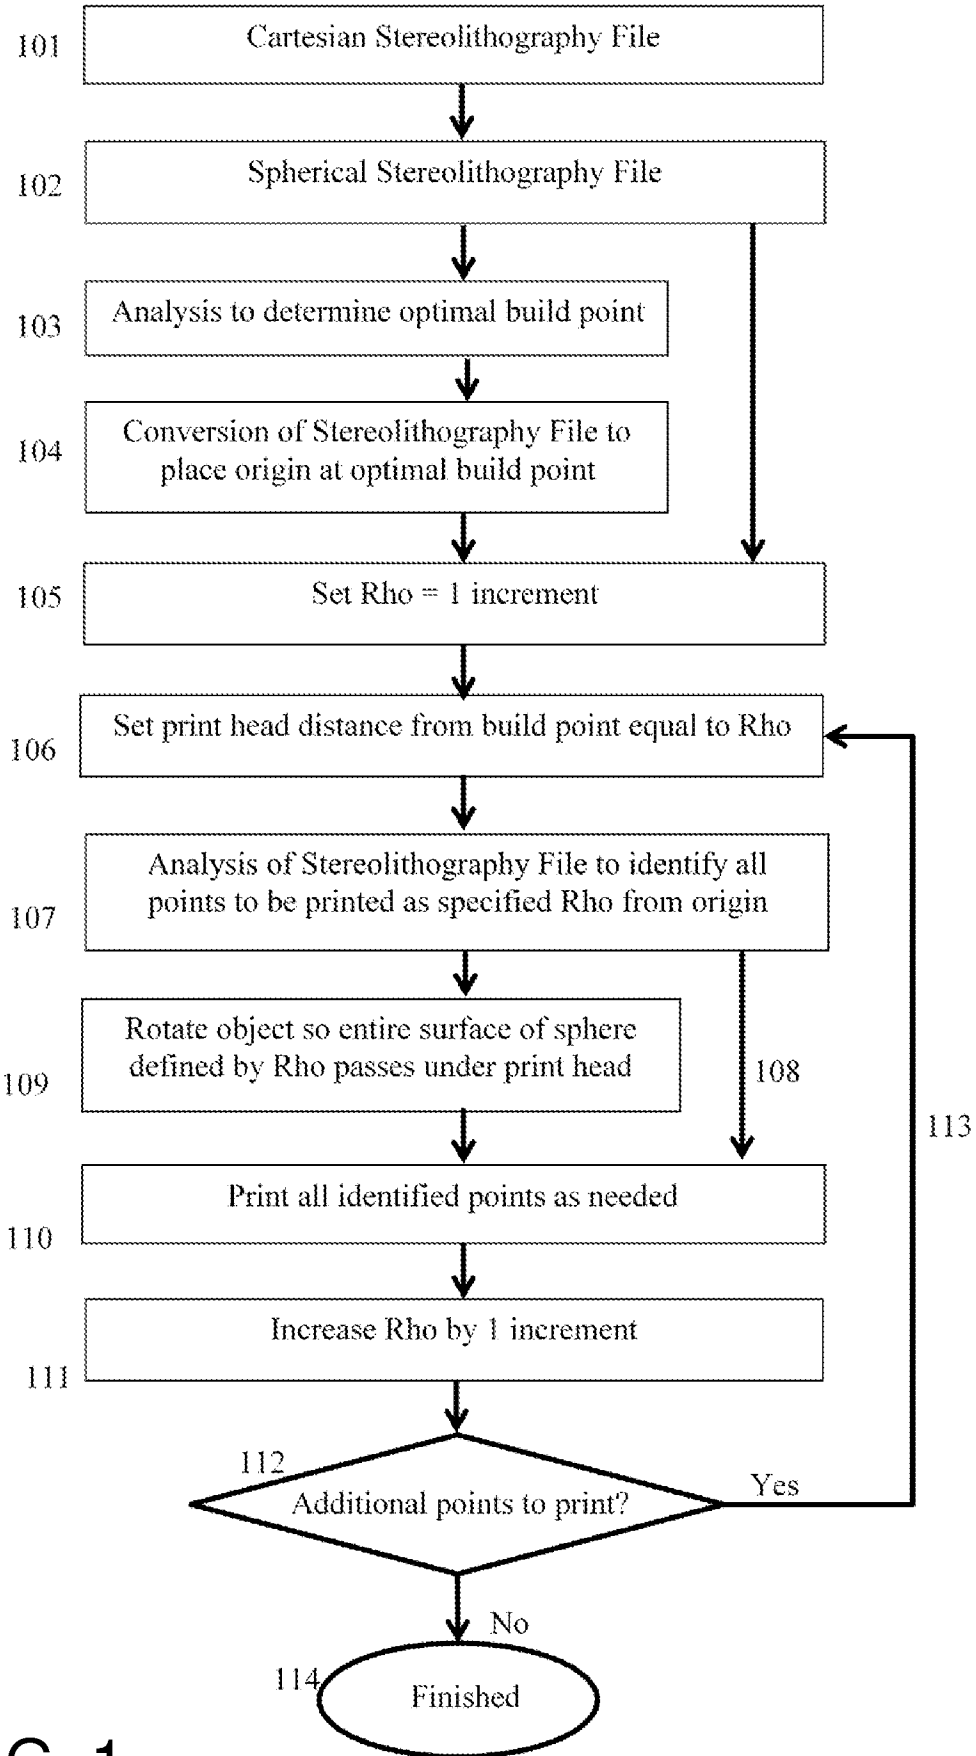 101
Cartesian Stereolithography File
102
Spherical Stereolithography File
103
Analysis to determine optimal build point
104
Conversion of Stereolithography File to
place origin at optimal build point
105
Set Rho = 1 increment
106
Set print head distance from build point equal to Rho
107
Analysis of Stereolithography File to identify all
points to be printed as specified Rho from origin
109
Rotate object so entire surface of sphere
defined by Rho passes under print head
108
113
110
Print all identified points as needed
111
Increase Rho by 1 increment
112
Additional points to print?
Yes
No
114
Finished
G. 1